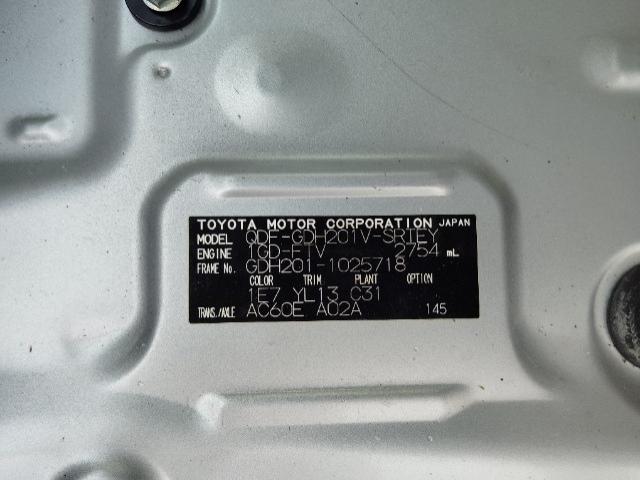 TOYOTA MOTOR CORPORATION JAPAN
MODEL QDF-GDH201V-SRTEY
ENGINE 1GD-FTV 2754 mL
FRAME No. GDH201-1025718
COLOR TRIM PLANT OPTION
1E7 YL13 C31
TRANS./AXLE AC60E A02A 145